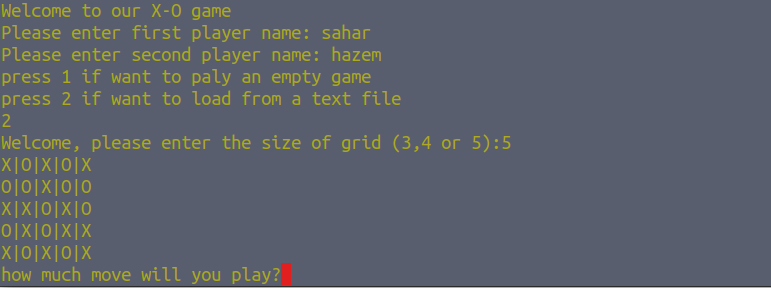 Welcome to our X-O game
Please enter first player name: sahar
Please enter second player name: hazem
press 1 if want to paly an empty game
press 2 if want to load from a text file
2
Welcome, please enter the size of grid (3,4 or 5):5
X|O|X|O|X
O|O|X|O|O
X|X|O|X|O
O|X|O|X|X
X|O|X|O|X
how much move will you play?